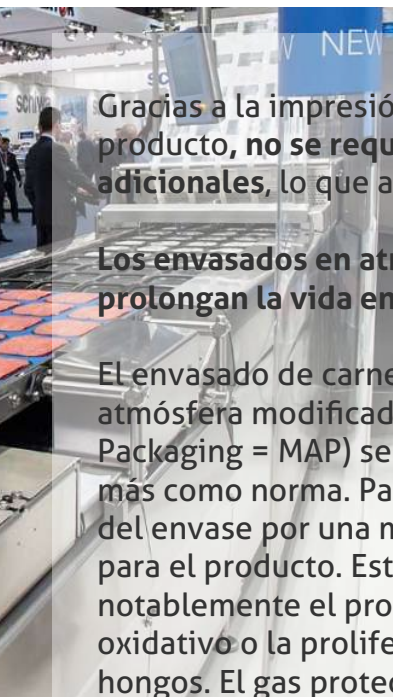 NEW
Gracias a la impresió
producto, no se requ
adicionales, lo que a
Los envasados en atr
prolongan la vida en
El envasado de carne
atmósfera modificad
Packaging = MAP) se
más como norma. Pa
del envase por una m
para el producto. Est
notablemente el pro
oxidativo o la prolife
hongos. El gas protec